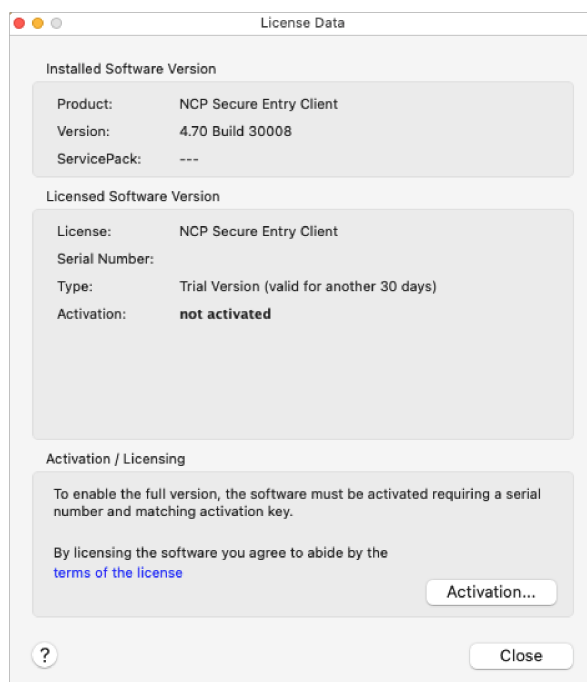 License Data
Installed Software Version
Product: NCP Secure Entry Client
Version: 4.70 Build 30008
ServicePack: ---
Licensed Software Version
License: NCP Secure Entry Client
Serial Number:
Type: Trial Version (valid for another 30 days)
Activation: not activated
Activation / Licensing
To enable the full version, the software must be activated requiring a serial
number and matching activation key.
By licensing the software you agree to abide by the
terms of the license
Activation...
?
Close